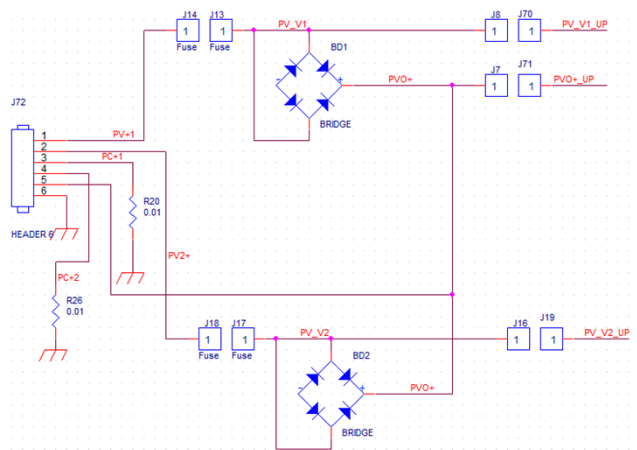 J14 J13 PV_V1 J8 J70 PV_V1_UP
1 1 1 1
Fuse Fuse
BD1
J7 J71
- + PVO+ 1 1 PVO+_UP
J72
BRIDGE
1 PV+1
2
3 PC+1
4
5
6
R20
0.01
HEADER 6
PV2+
PC+2
R26
0.01
J18 J17 PV_V2 J16 J19 PV_V2_UP
1 1 1 1
Fuse Fuse
BD2
- + PVO+
BRIDGE